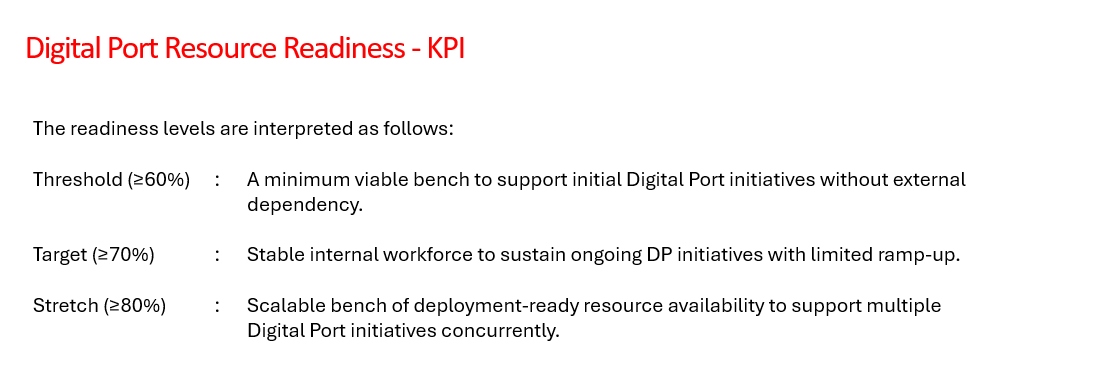 Digital Port Resource Readiness - KPI
The readiness levels are interpreted as follows:
Threshold (≥60%) : A minimum viable bench to support initial Digital Port initiatives without external
dependency.
Target (≥70%) : Stable internal workforce to sustain ongoing DP initiatives with limited ramp-up.
Stretch (≥80%) : Scalable bench of deployment-ready resource availability to support multiple
Digital Port initiatives concurrently.